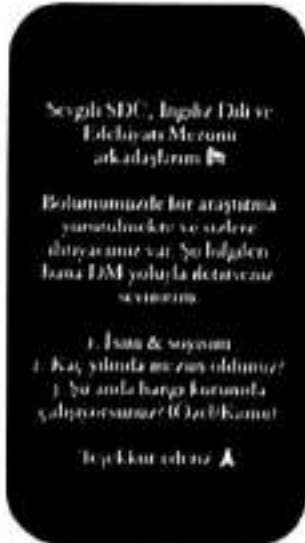 Sevgili SDÜ, İngiliz Dili ve
Edebiyatı Mezunu
arkadaşlarım
Bölümümüzde bir araştırma
yürütülmekte ve sizlere
ihtiyacımız var. Şu bilgileri
bana DM yoluyla iletirseniz
sevinirim.
1. İsim & soyisim
2. Kaç yılında mezun oldunuz?
3. Şu anda hangi kurumda
çalışıyorsunuz? (Özel/Kamu)
Teşekkür ederiz